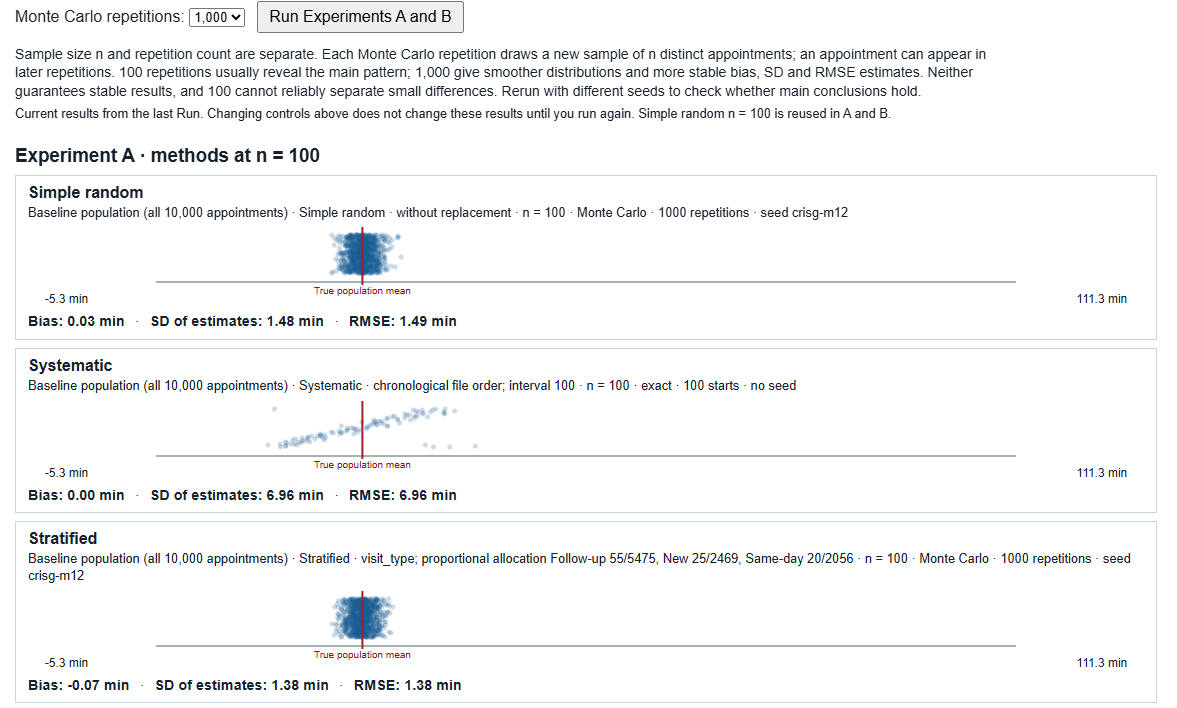 Monte Carlo repetitions: 1,000 Run Experiments A and B
Sample size n and repetition count are separate. Each Monte Carlo repetition draws a new sample of n distinct appointments; an appointment can appear in
later repetitions. 100 repetitions usually reveal the main pattern; 1,000 give smoother distributions and more stable bias, SD and RMSE estimates. Neither
guarantees stable results, and 100 cannot reliably separate small differences. Rerun with different seeds to check whether main conclusions hold.
Current results from the last Run. Changing controls above does not change these results until you run again. Simple random n = 100 is reused in A and B.
Experiment A · methods at n = 100
Simple random
Baseline population (all 10,000 appointments) · Simple random · without replacement · n = 100 · Monte Carlo · 1000 repetitions · seed crisg-m12
True population mean
-5.3 min 111.3 min
Bias: 0.03 min · SD of estimates: 1.48 min · RMSE: 1.49 min
Systematic
Baseline population (all 10,000 appointments) · Systematic · chronological file order; interval 100 · n = 100 · exact · 100 starts · no seed
True population mean
-5.3 min 111.3 min
Bias: 0.00 min · SD of estimates: 6.96 min · RMSE: 6.96 min
Stratified
Baseline population (all 10,000 appointments) · Stratified · visit_type; proportional allocation Follow-up 55/5475, New 25/2469, Same-day 20/2056 · n = 100 · Monte Carlo · 1000 repetitions · seed
crisg-m12
True population mean
-5.3 min 111.3 min
Bias: -0.07 min · SD of estimates: 1.38 min · RMSE: 1.38 min